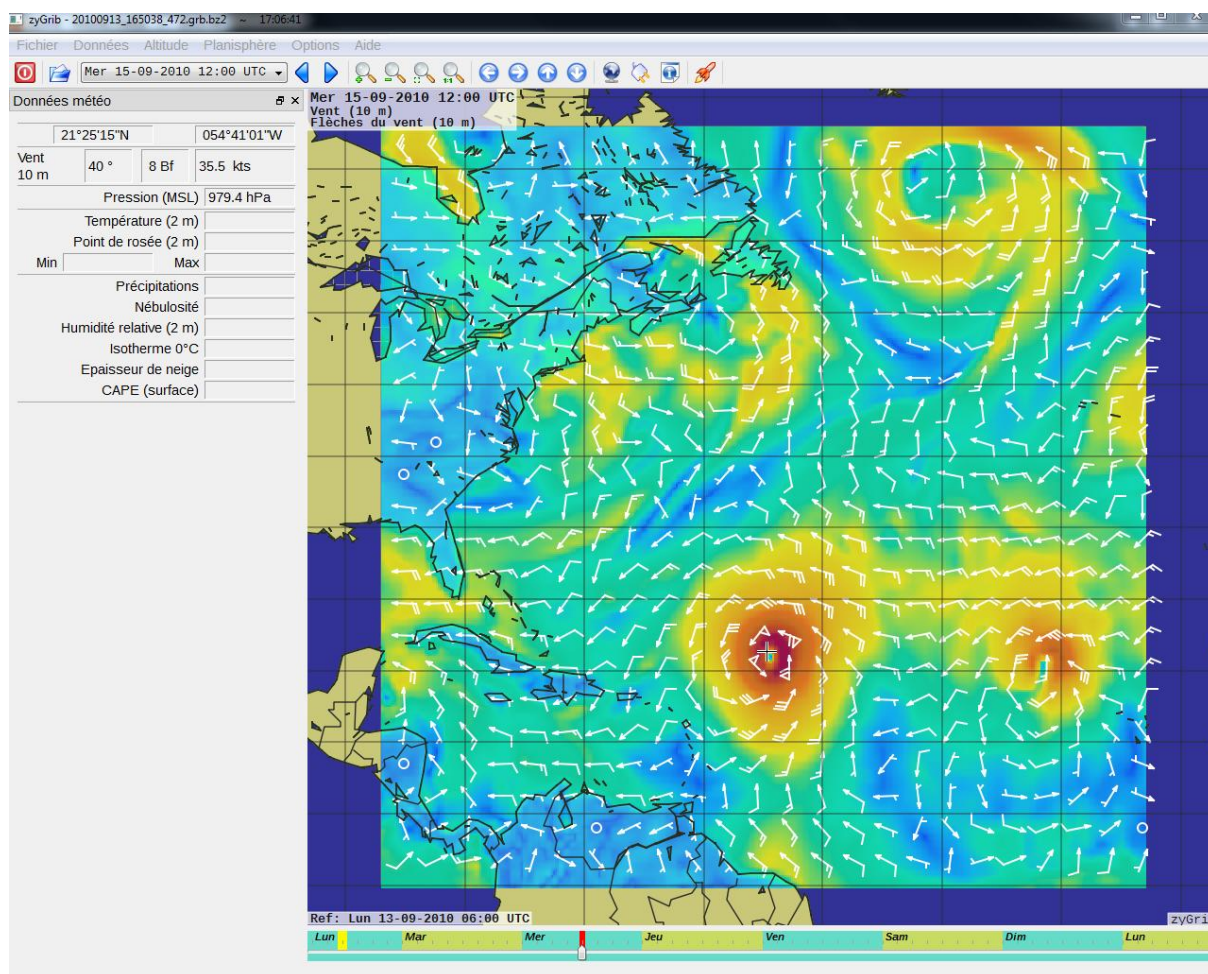 zyGrib - 20100913_165038_472.grb.bz2 ~ 17:06:41
Fichier Données Altitude Planisphère Options Aide
Mer 15-09-2010 12:00 UTC
1:1
Données météo
21°25'15"N 054°41'01"W
Vent 10 m 40 ° 8 Bf 35.5 kts
Pression (MSL) 979.4 hPa
Température (2 m)
Point de rosée (2 m)
Min Max
Précipitations
Nébulosité
Humidité relative (2 m)
Isotherme 0°C
Epaisseur de neige
CAPE (surface)
Mer 15-09-2010 12:00 UTC
Vent (10 m)
Flèches du vent (10 m)
Ref: Lun 13-09-2010 06:00 UTC
zyGri
Lun Mar Mer Jeu Ven Sam Dim Lun